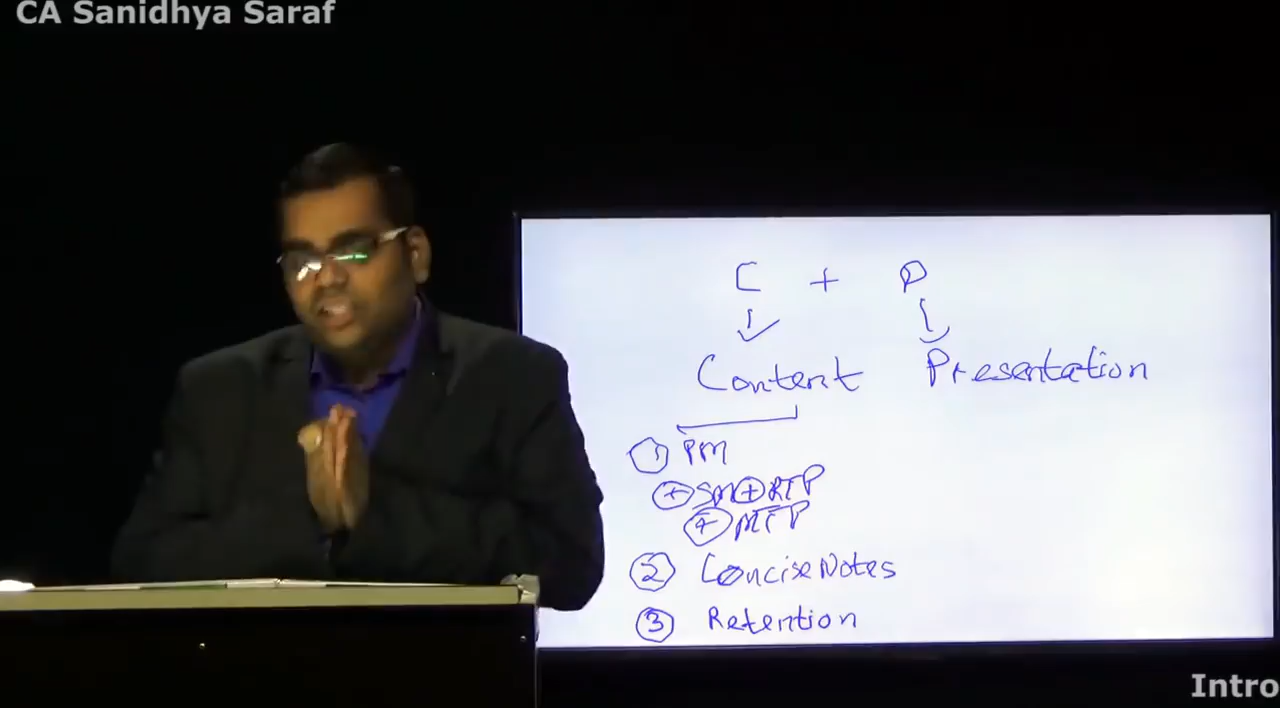 CA Sanidhya Saraf
C + P
Content Presentation
① PM
⊕ SM ⊕ RTP
⊕ MTP
② Concise Notes
③ Retention
Intro